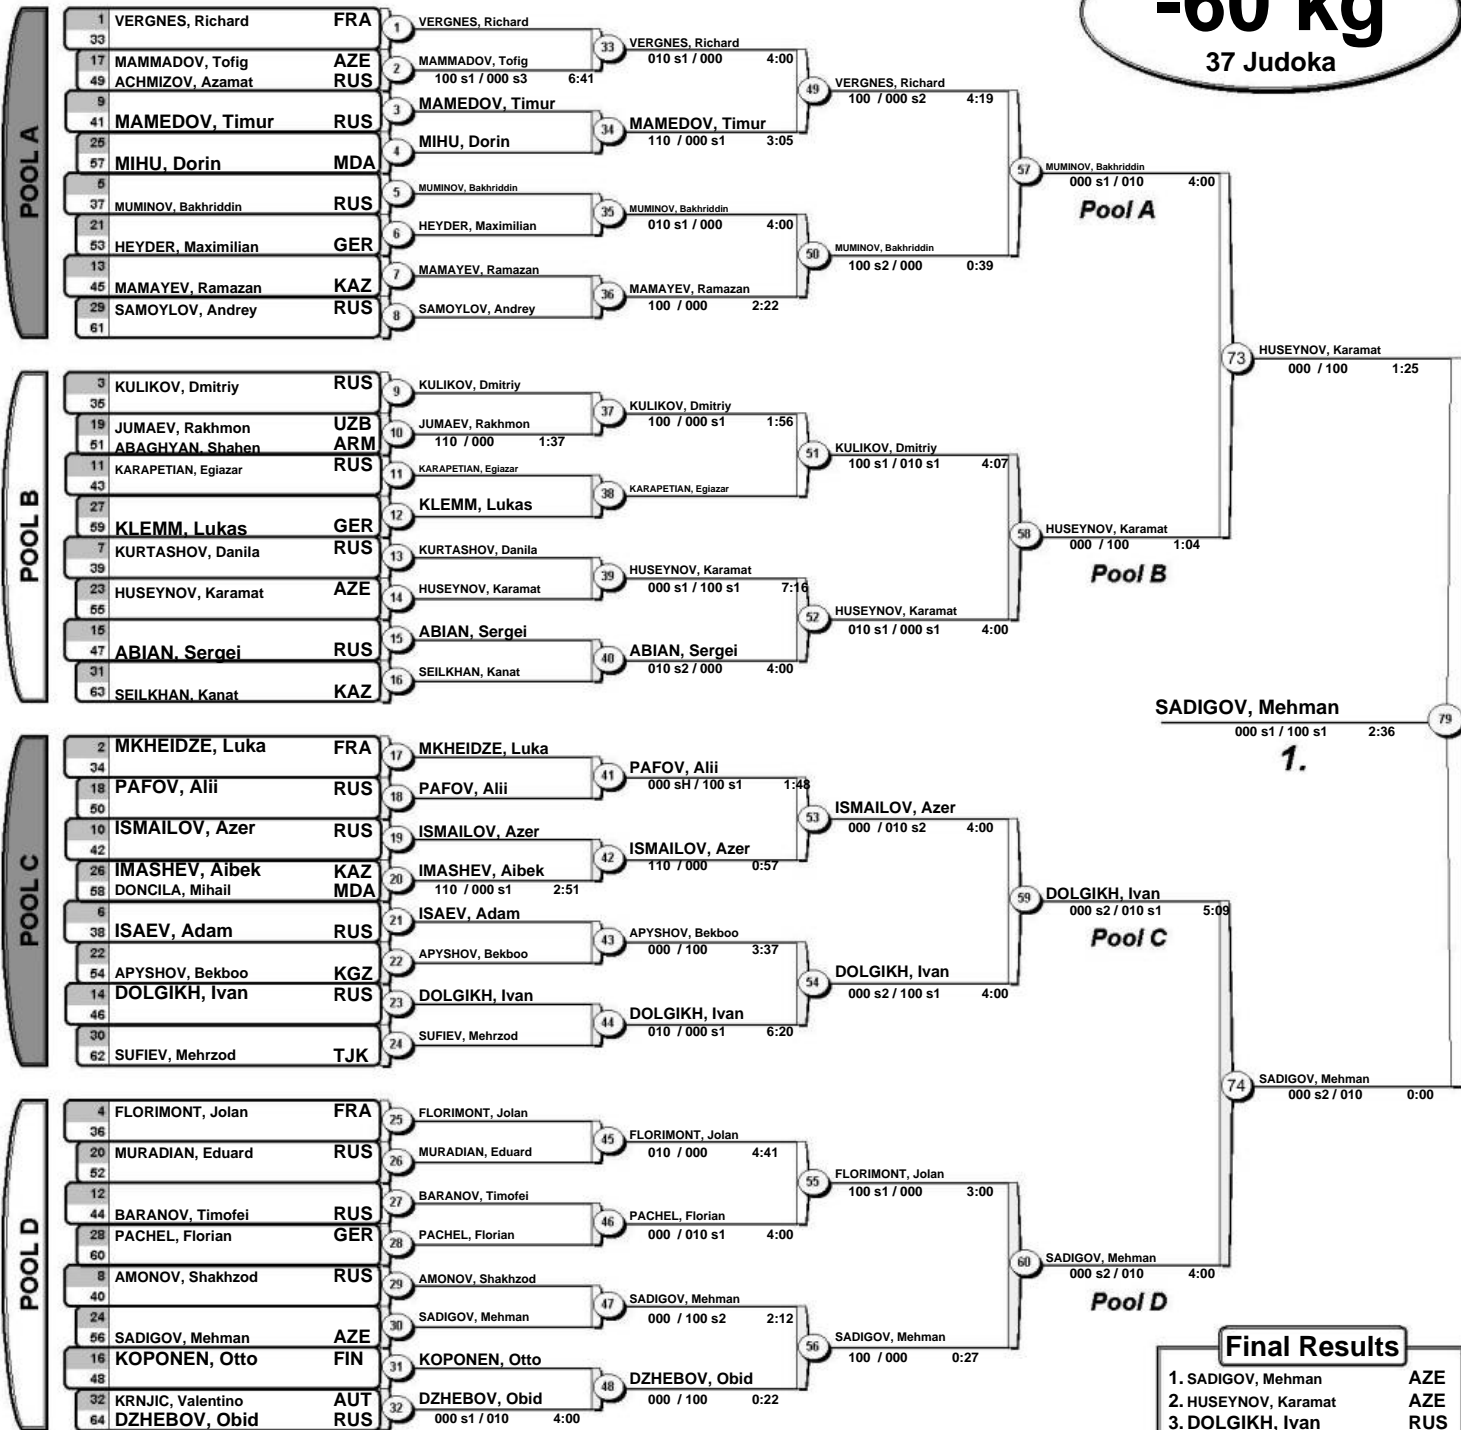 -60 kg
37 Judoka
POOL A
1 VERGNES, Richard FRA
33
17 MAMMADOV, Tofig AZE
49 ACHMIZOV, Azamat RUS
9
41 MAMEDOV, Timur RUS
25
57 MIHU, Dorin MDA
5
37 MUMINOV, Bakhriddin RUS
21
53 HEYDER, Maximilian GER
13
45 MAMAYEV, Ramazan KAZ
29 SAMOYLOV, Andrey RUS
61
1 VERGNES, Richard
2 MAMMADOV, Tofig
100 s1 / 000 s3 6:41
3 MAMEDOV, Timur
4 MIHU, Dorin
5 MUMINOV, Bakhriddin
6 HEYDER, Maximilian
7 MAMAYEV, Ramazan
8 SAMOYLOV, Andrey
33 VERGNES, Richard
010 s1 / 000 4:00
34 MAMEDOV, Timur
110 / 000 s1 3:05
35 MUMINOV, Bakhriddin
010 s1 / 000 4:00
36 MAMAYEV, Ramazan
100 / 000 2:22
49 VERGNES, Richard
100 / 000 s2 4:19
50 MUMINOV, Bakhriddin
100 s2 / 000 0:39
57 MUMINOV, Bakhriddin
000 s1 / 010 4:00
Pool A
POOL B
3 KULIKOV, Dmitriy RUS
35
19 JUMAEV, Rakhmon UZB
51 ABAGHYAN, Shahen ARM
11 KARAPETIAN, Egiazar RUS
43
27
59 KLEMM, Lukas GER
7 KURTASHOV, Danila RUS
39
23 HUSEYNOV, Karamat AZE
55
15
47 ABIAN, Sergei RUS
31
63 SEILKHAN, Kanat KAZ
9 KULIKOV, Dmitriy
10 JUMAEV, Rakhmon
110 / 000 1:37
11 KARAPETIAN, Egiazar
12 KLEMM, Lukas
13 KURTASHOV, Danila
14 HUSEYNOV, Karamat
15 ABIAN, Sergei
16 SEILKHAN, Kanat
37 KULIKOV, Dmitriy
100 / 000 s1 1:56
38 KARAPETIAN, Egiazar
39 HUSEYNOV, Karamat
000 s1 / 100 s1 7:16
40 ABIAN, Sergei
010 s2 / 000 4:00
51 KULIKOV, Dmitriy
100 s1 / 010 s1 4:07
52 HUSEYNOV, Karamat
010 s1 / 000 s1 4:00
58 HUSEYNOV, Karamat
000 / 100 1:04
Pool B
73 HUSEYNOV, Karamat
000 / 100 1:25
SADIGOV, Mehman 79
000 s1 / 100 s1 2:36
1.
POOL C
2 MKHEIDZE, Luka FRA
34
18 PAFOV, Alii RUS
50
10 ISMAILOV, Azer RUS
42
26 IMASHEV, Aibek KAZ
58 DONCILA, Mihail MDA
6
38 ISAEV, Adam RUS
22
54 APYSHOV, Bekboo KGZ
14 DOLGIKH, Ivan RUS
46
30
62 SUFIEV, Mehrzod TJK
17 MKHEIDZE, Luka
18 PAFOV, Alii
19 ISMAILOV, Azer
20 IMASHEV, Aibek
110 / 000 s1 2:51
21 ISAEV, Adam
22 APYSHOV, Bekboo
23 DOLGIKH, Ivan
24 SUFIEV, Mehrzod
41 PAFOV, Alii
000 sH / 100 s1 1:48
42 ISMAILOV, Azer
110 / 000 0:57
43 APYSHOV, Bekboo
000 / 100 3:37
44 DOLGIKH, Ivan
010 / 000 s1 6:20
53 ISMAILOV, Azer
000 / 010 s2 4:00
54 DOLGIKH, Ivan
000 s2 / 100 s1 4:00
59 DOLGIKH, Ivan
000 s2 / 010 s1 5:09
Pool C
POOL D
4 FLORIMONT, Jolan FRA
36
20 MURADIAN, Eduard RUS
52
12
44 BARANOV, Timofei RUS
28 PACHEL, Florian GER
60
8 AMONOV, Shakhzod RUS
40
24
56 SADIGOV, Mehman AZE
16 KOPONEN, Otto FIN
48
32 KRNJIC, Valentino AUT
64 DZHEBOV, Obid RUS
25 FLORIMONT, Jolan
26 MURADIAN, Eduard
27 BARANOV, Timofei
28 PACHEL, Florian
29 AMONOV, Shakhzod
30 SADIGOV, Mehman
31 KOPONEN, Otto
32 DZHEBOV, Obid
000 s1 / 010 4:00
45 FLORIMONT, Jolan
010 / 000 4:41
46 PACHEL, Florian
000 / 010 s1 4:00
47 SADIGOV, Mehman
000 / 100 s2 2:12
48 DZHEBOV, Obid
000 / 100 0:22
55 FLORIMONT, Jolan
100 s1 / 000 3:00
56 SADIGOV, Mehman
100 / 000 0:27
60 SADIGOV, Mehman
000 s2 / 010 4:00
Pool D
74 SADIGOV, Mehman
000 s2 / 010 0:00
Final Results
1. SADIGOV, Mehman AZE
2. HUSEYNOV, Karamat AZE
3. DOLGIKH, Ivan RUS